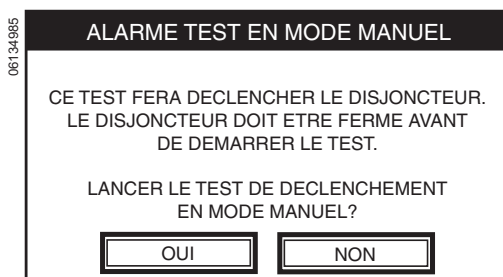 06134985
ALARME TEST EN MODE MANUEL
CE TEST FERA DECLENCHER LE DISJONCTEUR.
LE DISJONCTEUR DOIT ETRE FERME AVANT
DE DEMARRER LE TEST.
LANCER LE TEST DE DECLENCHEMENT
EN MODE MANUEL?
OUI
NON